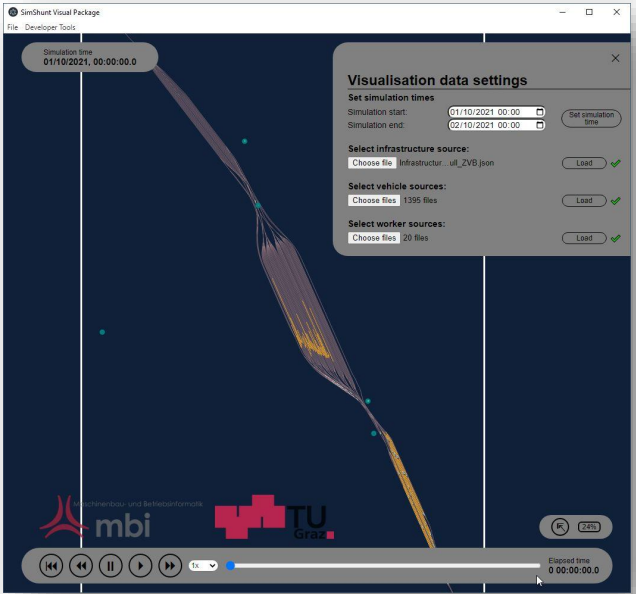 SimShunt Visual Package
File Developer Tools
Simulation time
01/10/2021, 00:00:00.0
Visualisation data settings
Set simulation times
Simulation start: 01/10/2021 00:00
Simulation end: 02/10/2021 00:00
Set simulation
time
Select infrastructure source:
Choose file Infrastructur...ull_ZVB.json Load
Select vehicle sources:
Choose files 1395 files Load
Select worker sources:
Choose files 20 files Load
Maschinenbau- und Betriebsinformatik
mbi
TU
Graz
24%
1x
Elapsed time
0 00:00:00.0